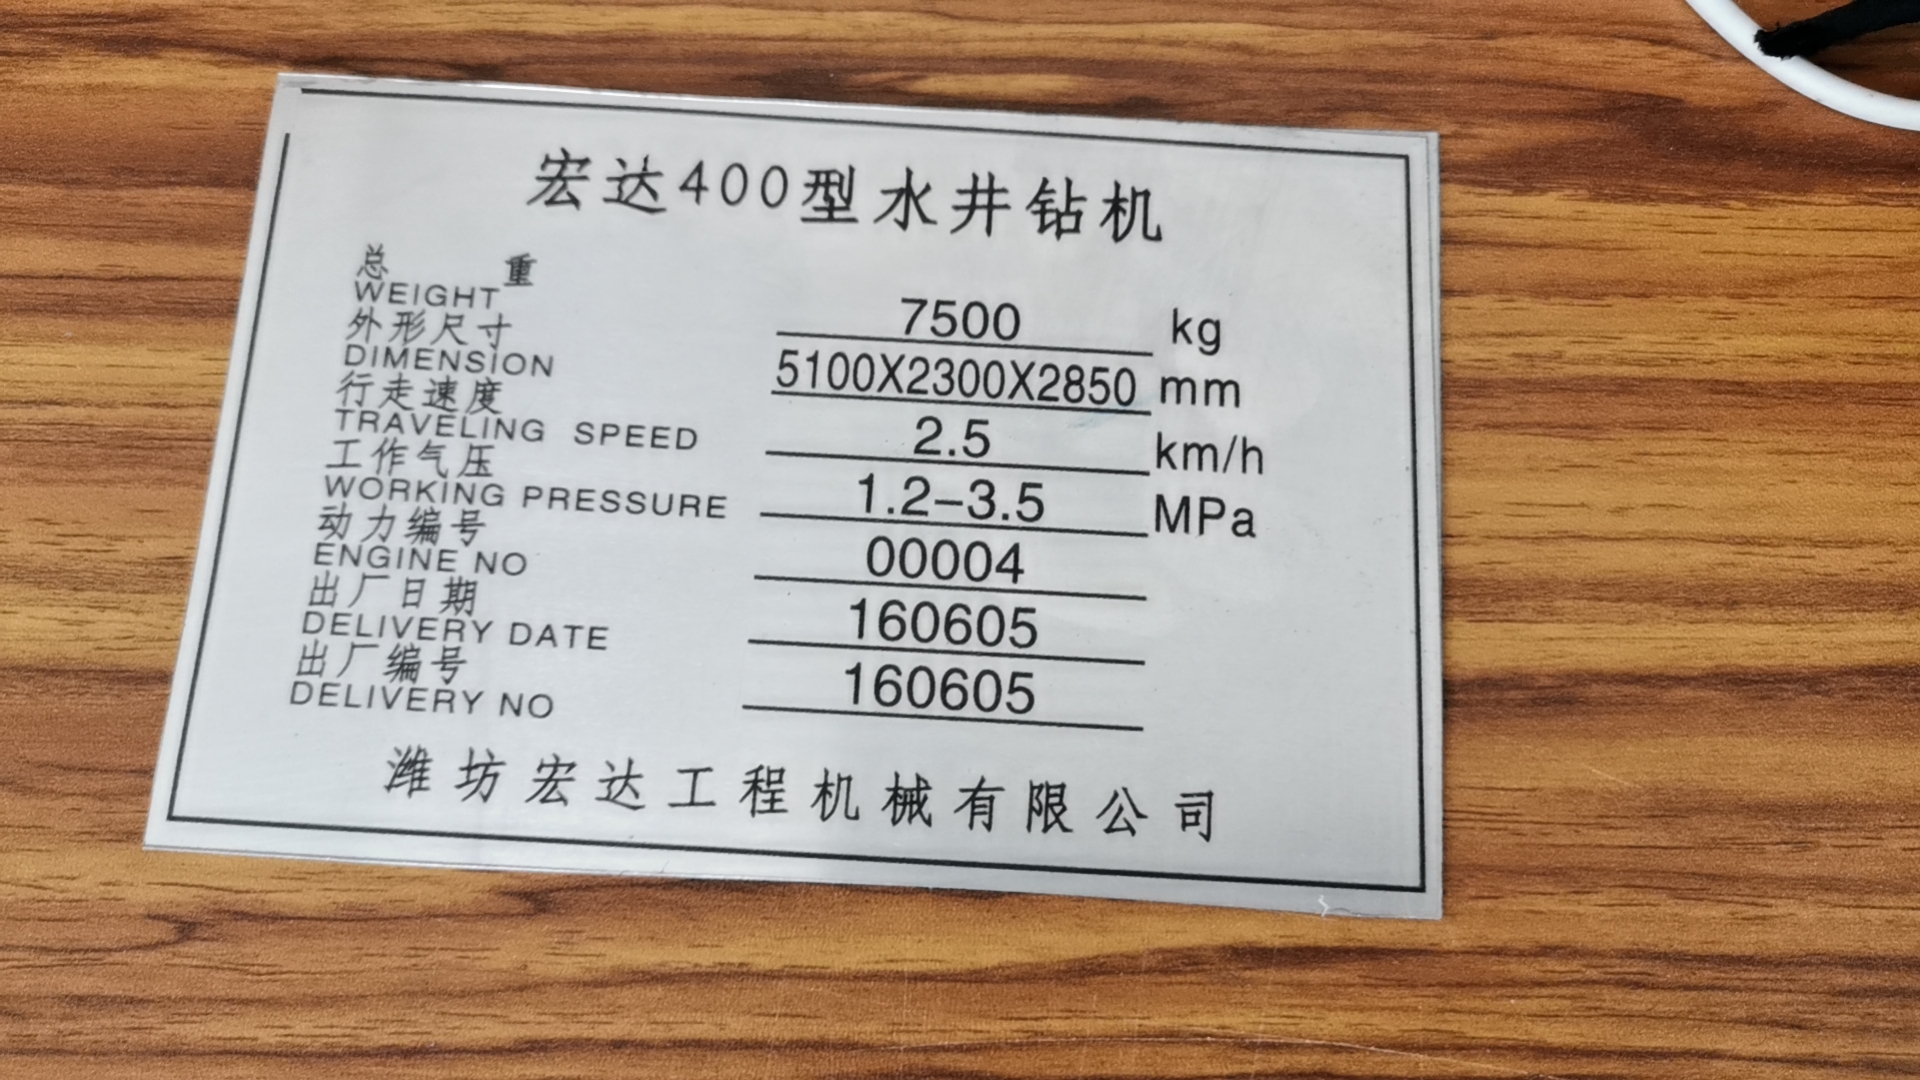 宏达400型水井钻机
总 重
WEIGHT 7500 kg
外形尺寸
DIMENSION 5100X2300X2850 mm
行走速度
TRAVELING SPEED 2.5 km/h
工作气压
WORKING PRESSURE 1.2-3.5 MPa
动力编号
ENGINE NO 00004
出厂日期
DELIVERY DATE 160605
出厂编号
DELIVERY NO 160605
潍坊宏达工程机械有限公司